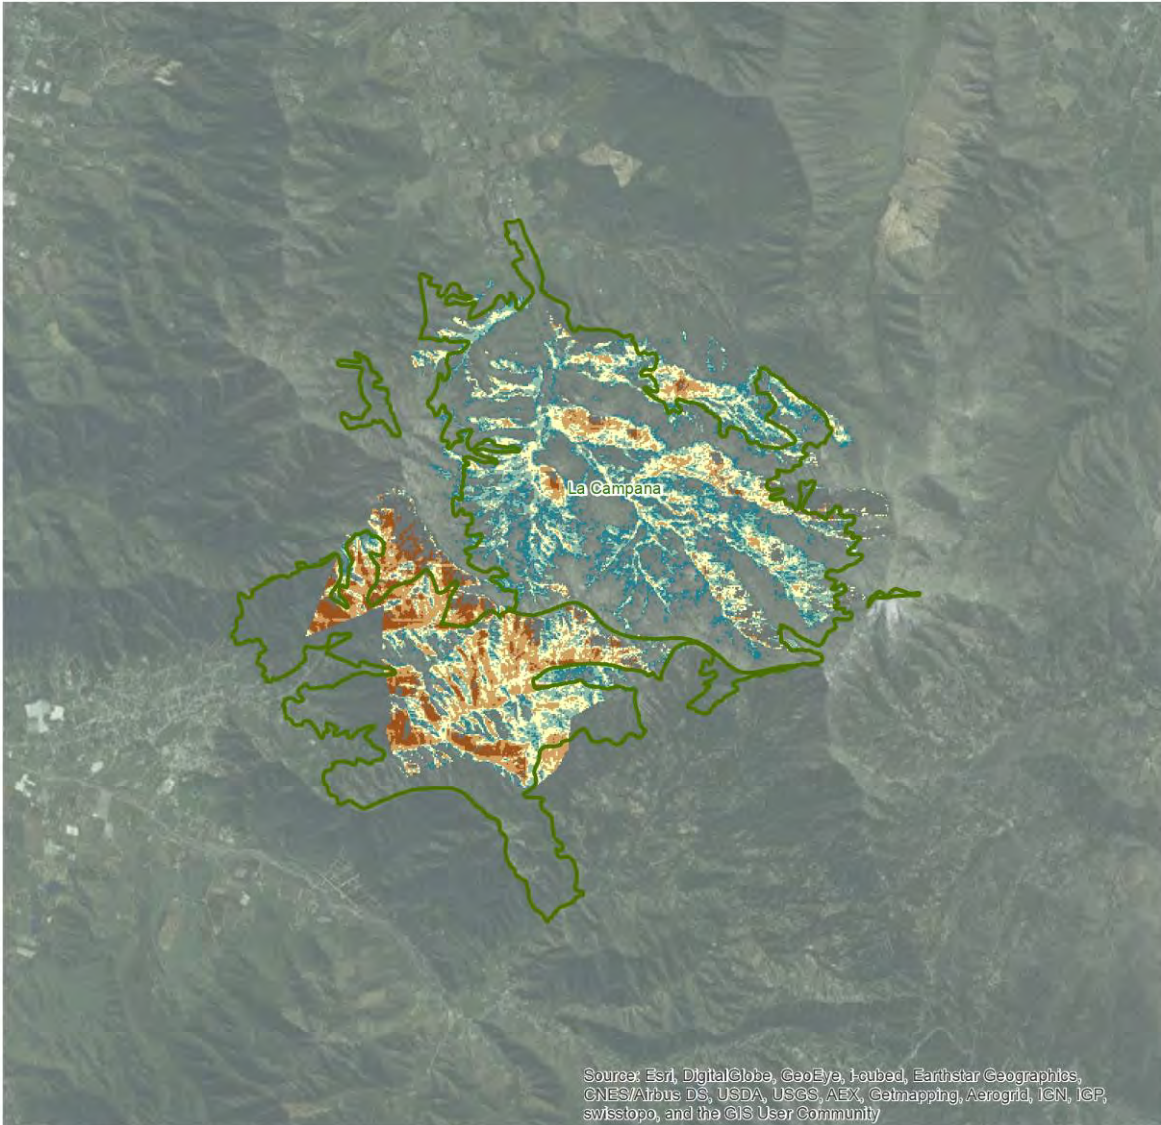 La Campana
Source: Esri, DigitalGlobe, GeoEye, i-cubed, Earthstar Geographics,
CNES/Airbus DS, USDA, USGS, AEX, Getmapping, Aerogrid, IGN, IGP,
swisstopo, and the GIS User Community